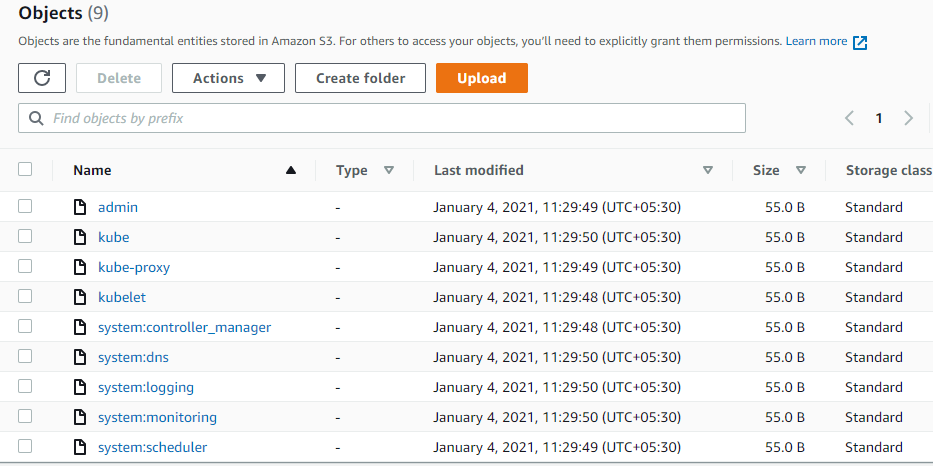 Objects (9)
Objects are the fundamental entities stored in Amazon S3. For others to access your objects, you'll need to explicitly grant them permissions. Learn more
Delete Actions Create folder Upload
Find objects by prefix 1
Name Type Last modified Size Storage class
admin - January 4, 2021, 11:29:49 (UTC+05:30) 55.0 B Standard
kube - January 4, 2021, 11:29:50 (UTC+05:30) 55.0 B Standard
kube-proxy - January 4, 2021, 11:29:49 (UTC+05:30) 55.0 B Standard
kubelet - January 4, 2021, 11:29:48 (UTC+05:30) 55.0 B Standard
system:controller_manager - January 4, 2021, 11:29:48 (UTC+05:30) 55.0 B Standard
system:dns - January 4, 2021, 11:29:50 (UTC+05:30) 55.0 B Standard
system:logging - January 4, 2021, 11:29:50 (UTC+05:30) 55.0 B Standard
system:monitoring - January 4, 2021, 11:29:50 (UTC+05:30) 55.0 B Standard
system:scheduler - January 4, 2021, 11:29:49 (UTC+05:30) 55.0 B Standard